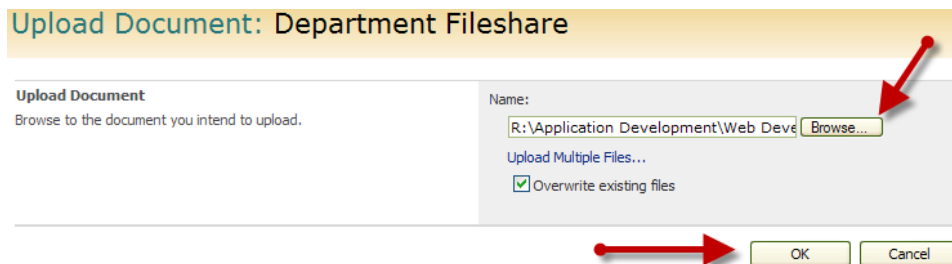 Upload Document: Department Fileshare
Upload Document
Browse to the document you intend to upload.
Name:
R:\Application Development\Web Deve Browse...
Upload Multiple Files...
Overwrite existing files
OK Cancel